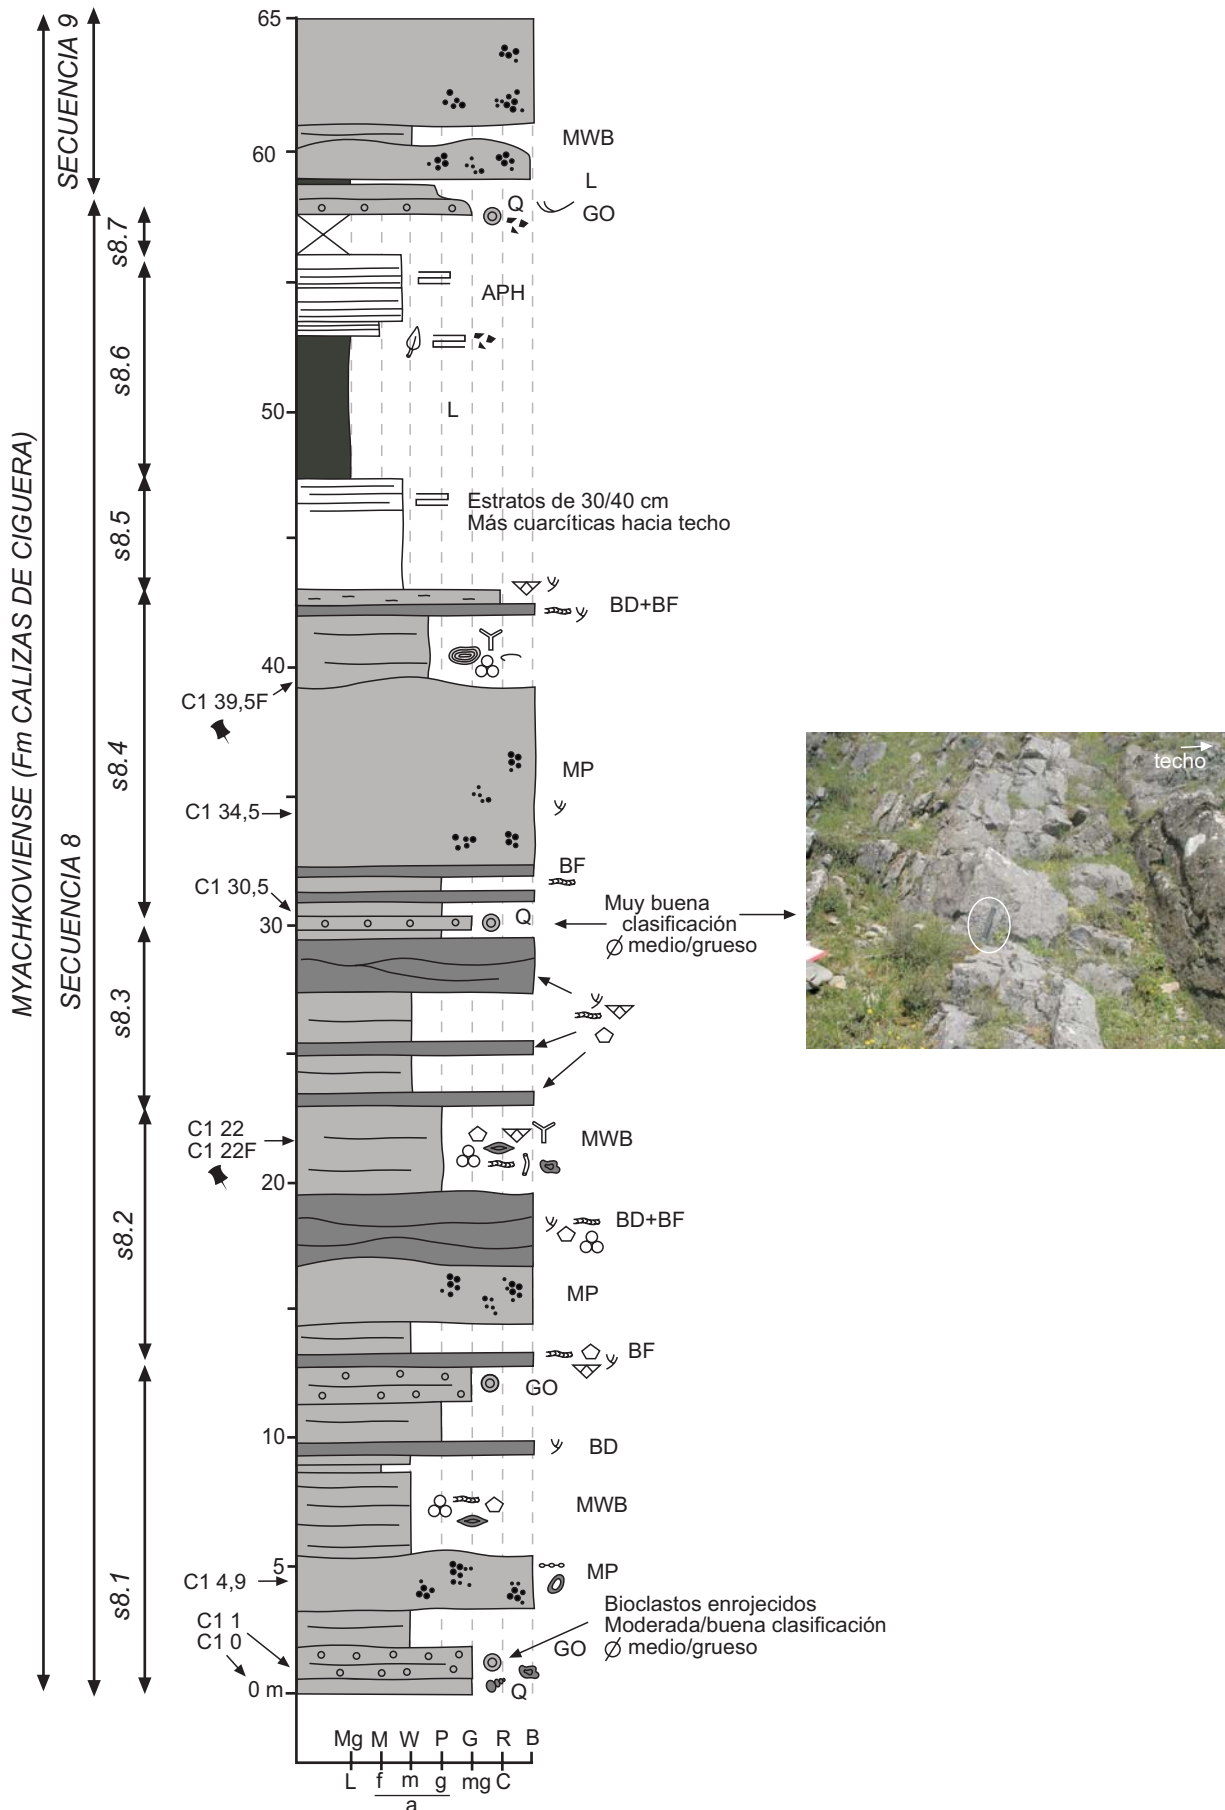 MYACHKOVIENSE (Fm CALIZAS DE CIGUERA)
SECUENCIA 9
SECUENCIA 8
s8.7
s8.6
s8.5
s8.4
s8.3
s8.2
s8.1
65
MWB
60
L
Q
GO
APH
50
L
Estratos de 30/40 cm
Más cuarcíticas hacia techo
BD+BF
40
C1 39,5F
techo
MP
C1 34,5
BF
C1 30,5
Q
Muy buena
clasificación
Ø medio/grueso
30
C1 22
C1 22F
MWB
20
BD+BF
MP
BF
GO
10
BD
MWB
5
MP
C1 4,9
Bioclastos enrojecidos
Moderada/buena clasificación
Ø medio/grueso
C1 1
C1 0
GO
Q
0 m
Mg M W P G R B
L f m g mg C
a